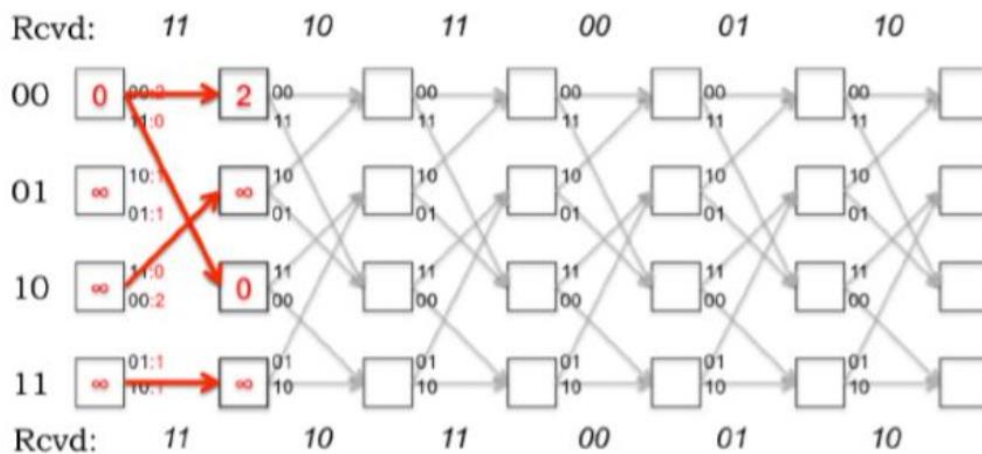 Rcvd: 11 10 11 00 01 10
00 0 00:2 2 00 00 00 00 00
11:0 11 11 11 11 11
10:1 10 10 10 10 10
01 ∞ ∞
01:1 01 01 01 01 01
11:0 11 11 11 11 11
10 ∞ 0
00:2 00 00 00 00 00
01:1 01 01 01 01 01
11 ∞ ∞
10:1 10 10 10 10 10
Rcvd: 11 10 11 00 01 10